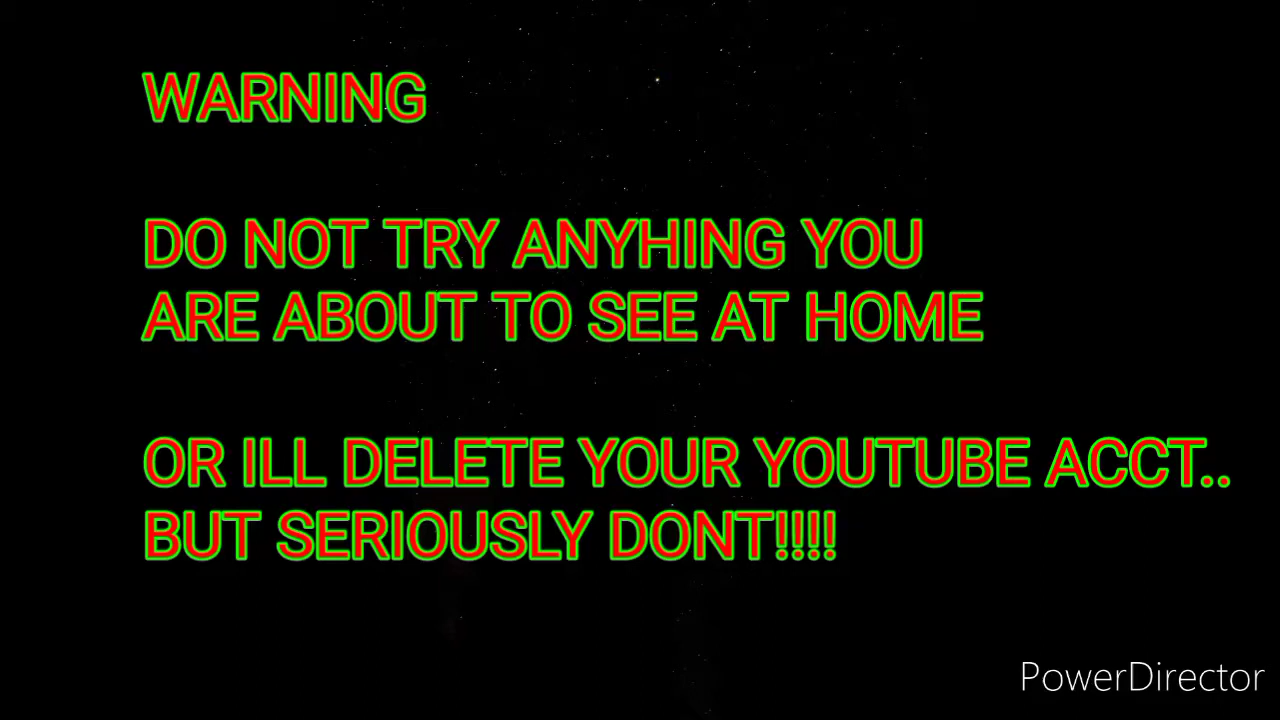 WARNING
DO NOT TRY ANYHING YOU
ARE ABOUT TO SEE AT HOME
OR ILL DELETE YOUR YOUTUBE ACCT..
BUT SERIOUSLY DONT!!!!
PowerDirector